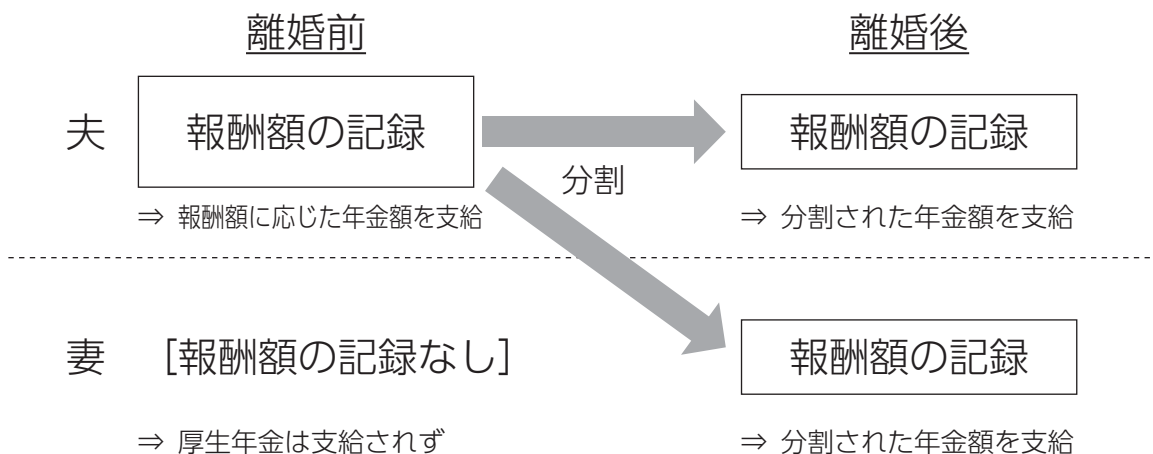 離婚前
離婚後
夫
報酬額の記録
分割
報酬額の記録
⇒ 報酬額に応じた年金額を支給
⇒ 分割された年金額を支給
妻
[報酬額の記録なし]
報酬額の記録
⇒ 厚生年金は支給されず
⇒ 分割された年金額を支給